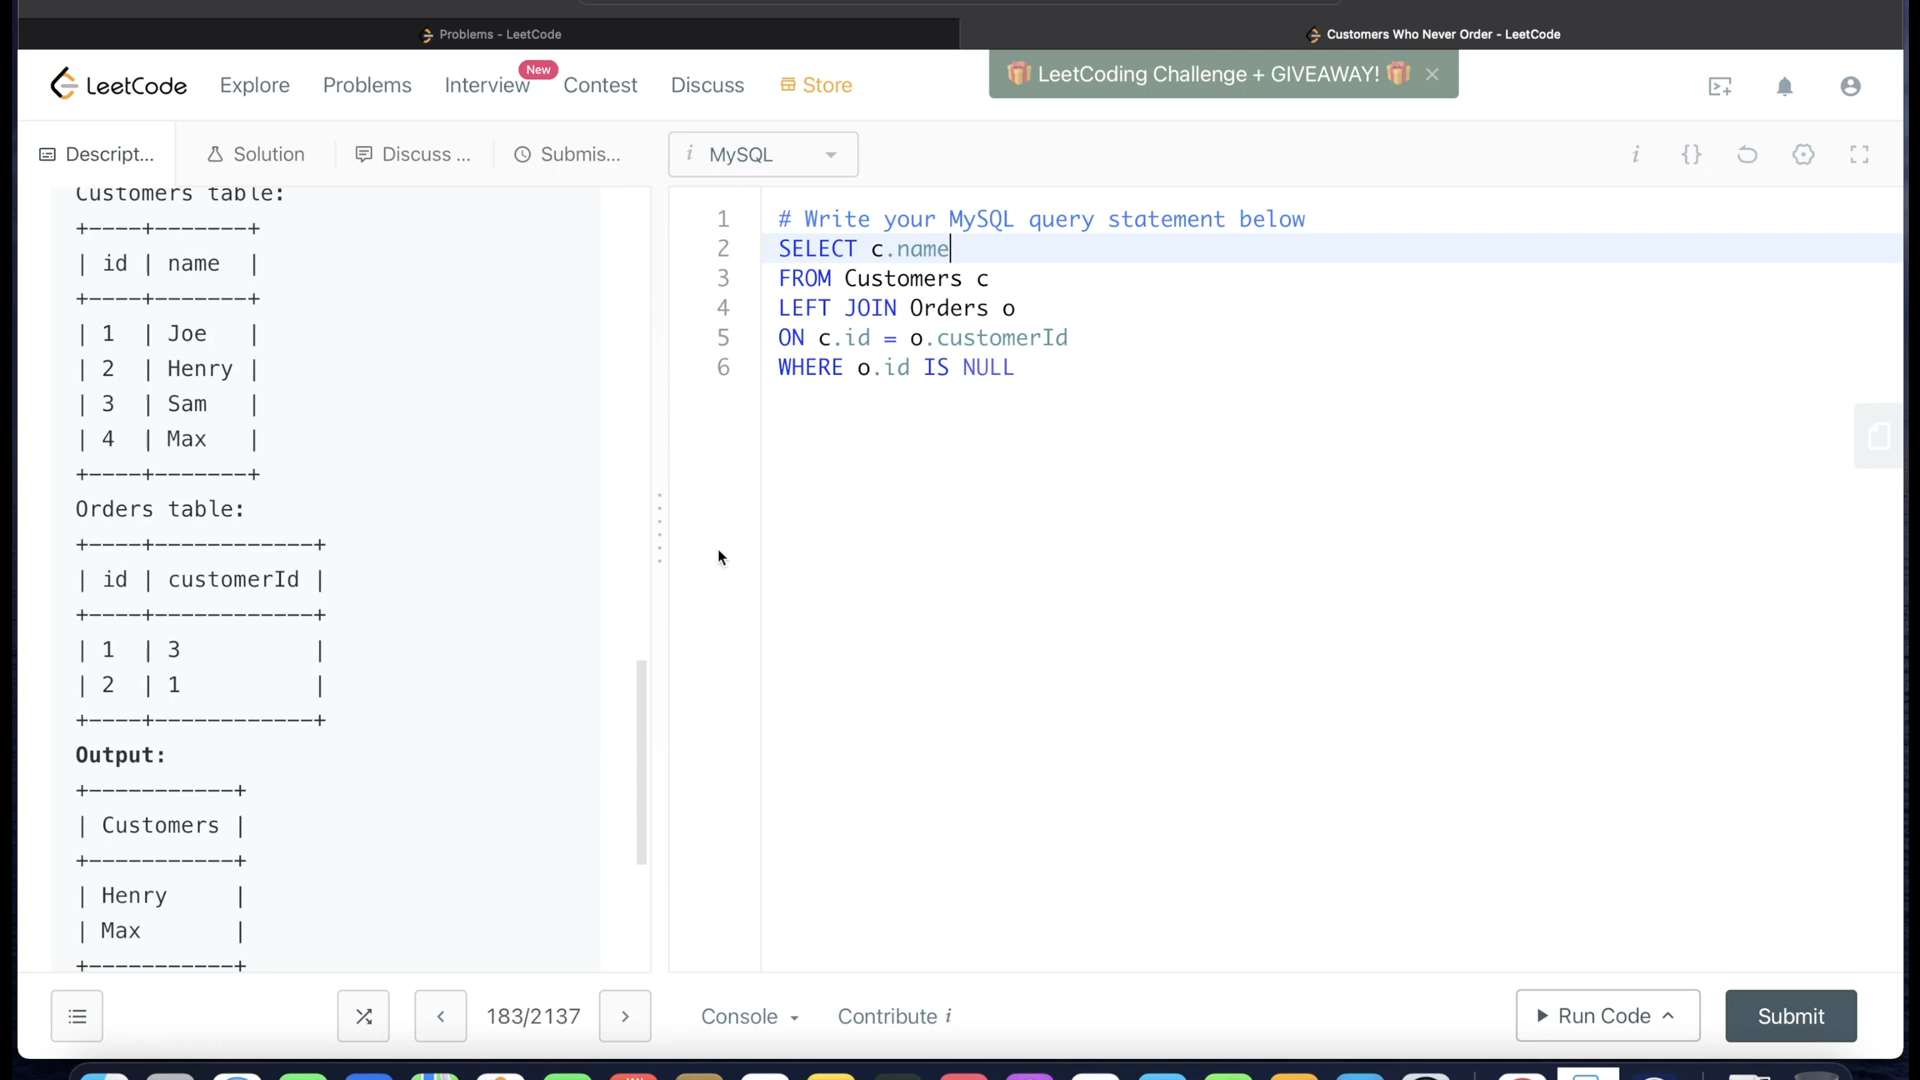 Problems - LeetCode
Customers Who Never Order - LeetCode
LeetCode
Explore
Problems
Interview
New
Contest
Discuss
Store
LeetCoding Challenge + GIVEAWAY!
Descript...
Solution
Discuss ...
Submis...
i MySQL
Customers table:
+----+-------+
| id | name  |
+----+-------+
| 1  | Joe   |
| 2  | Henry |
| 3  | Sam   |
| 4  | Max   |
+----+-------+
Orders table:
+----+------------+
| id | customerId |
+----+------------+
| 1  | 3          |
| 2  | 1          |
+----+------------+
Output:
+-----------+
| Customers |
+-----------+
| Henry     |
| Max       |
+-----------+
1 # Write your MySQL query statement below
2 SELECT c.name
3 FROM Customers c
4 LEFT JOIN Orders o
5 ON c.id = o.customerId
6 WHERE o.id IS NULL
183/2137
Console
Contribute i
Run Code
Submit